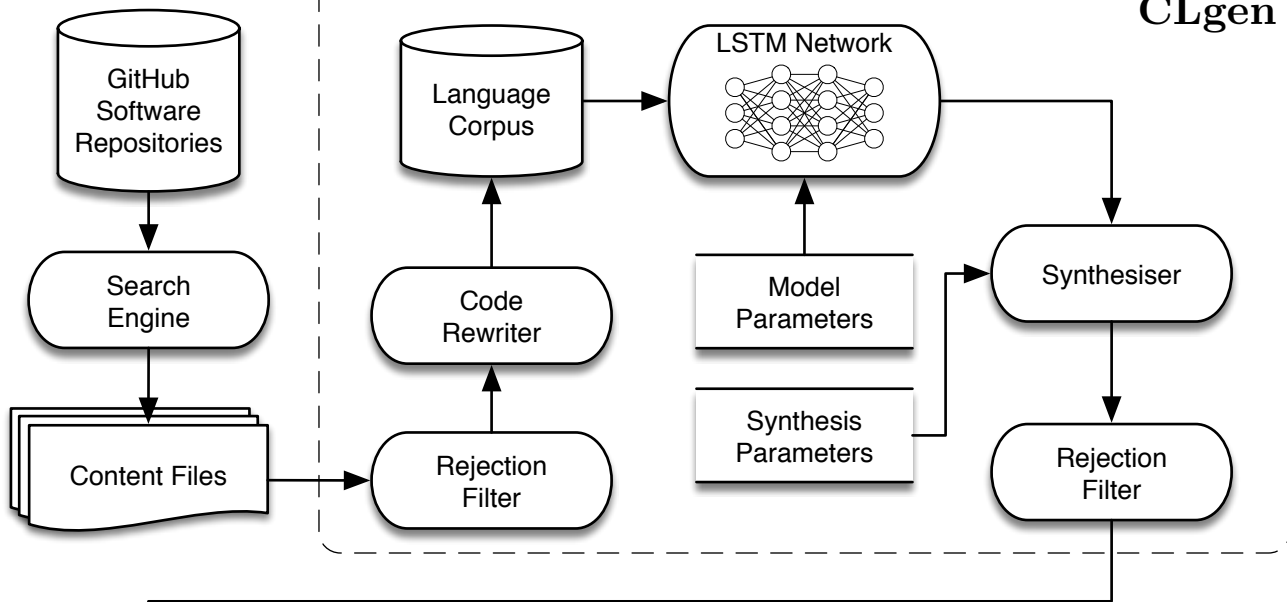 CLgen
GitHub
Software
Repositories
Search
Engine
Content Files
Rejection
Filter
Code
Rewriter
Language
Corpus
LSTM Network
Model
Parameters
Synthesis
Parameters
Synthesiser
Rejection
Filter